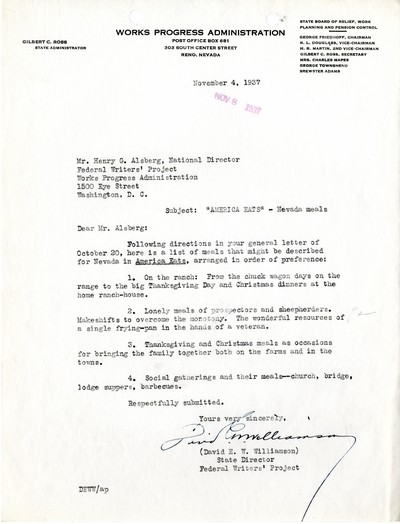 WORKS PROGRESS ADMINISTRATION
POST OFFICE BOX 681
303 SOUTH CENTER STREET
RENO, NEVADA
GILBERT C. ROSS
STATE ADMINISTRATOR
STATE BOARD OF RELIEF, WORK
PLANNING AND PENSION CONTROL
GEORGE FRIEDHOFF, CHAIRMAN
R. L. DOUGLASS, VICE-CHAIRMAN
H. R. MARTIN, 2ND VICE-CHAIRMAN
GILBERT C. ROSS, SECRETARY
MRS. CHARLES MAPES
GEORGE TOWNSHEND
BREWSTER ADAMS
November 4, 1937
NOV 8 1937
Mr. Henry G. Alsberg, National Director
Federal Writers' Project
Works Progress Administration
1500 Eye Street
Washington, D. C.
Subject: "AMERICA EATS" - Nevada meals
Dear Mr. Alsberg:
Following directions in your general letter of
October 20, here is a list of meals that might be described
for Nevada in America Eats, arranged in order of preference:
1. On the ranch: From the chuck wagon days on the
range to the big Thanksgiving Day and Christmas dinners at the
home ranch-house.
2. Lonely meals of prospectors and sheepherders.
Makeshifts to overcome the monotony. The wonderful resources of
a single frying-pan in the hands of a veteran.
3. Thanksgiving and Christmas meals as occasions
for bringing the family together both on the farms and in the
towns.
4. Social gatherings and their meals--church, bridge,
lodge suppers, barbecues.
Respectfully submitted.
Yours very sincerely,
David E. W. Williamson
(David E. W. Williamson)
State Director
Federal Writers' Project
DEWW/ap